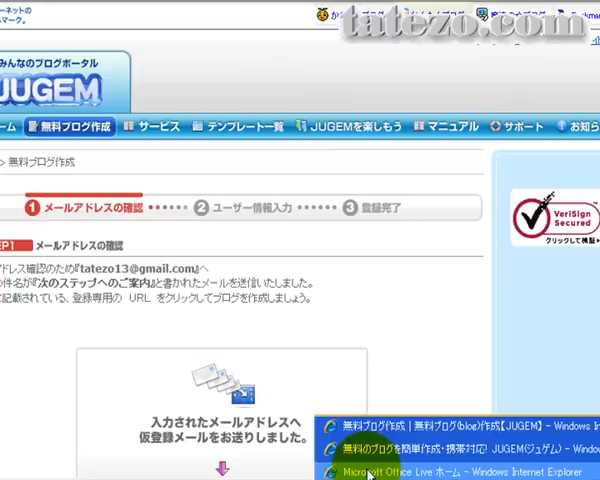 ーネットの
マーク。
tatezo.com
みんなのブログポータル
JUGEM
ーム 無料ブログ作成 サービス テンプレート一覧 JUGEMを楽しもう マニュアル サポート お知ら
> 無料ブログ作成
1 メールアドレスの確認 2 ユーザー情報入力 3 登録完了
EP1 メールアドレスの確認
ドレス確認のため『tatezo13@gmail.com』へ
の件名が『次のステップへのご案内』と書かれたメールを送信いたしました。
に記載されている、登録専用の URL をクリックしてブログを作成しましょう。
VeriSign
Secured
クリックして検証
入力されたメールアドレスへ
仮登録メールをお送りしました。
無料ブログ作成 | 無料ブログ(blog)作成【JUGEM】 - Windows In
無料のブログを簡単作成・携帯対応! JUGEM(ジュゲム) - Windows
Microsoft Office Live ホーム - Windows Internet Explorer